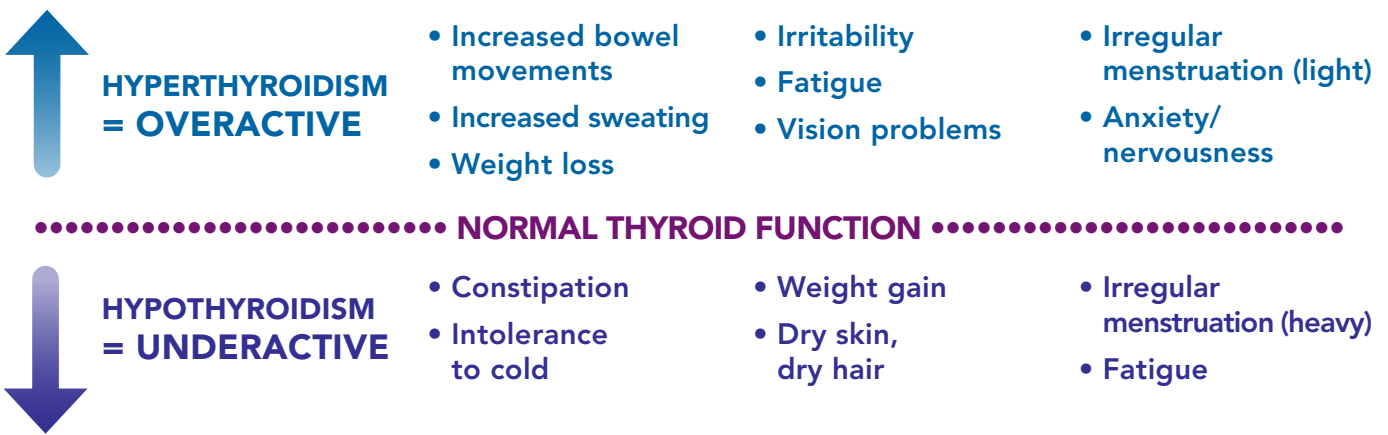 HYPERTHYROIDISM
= OVERACTIVE
• Increased bowel
movements
• Increased sweating
• Weight loss
• Irritability
• Fatigue
• Vision problems
• Irregular
menstruation (light)
• Anxiety/
nervousness
NORMAL THYROID FUNCTION
HYPOTHYROIDISM
= UNDERACTIVE
• Constipation
• Intolerance
to cold
• Weight gain
• Dry skin,
dry hair
• Irregular
menstruation (heavy)
• Fatigue